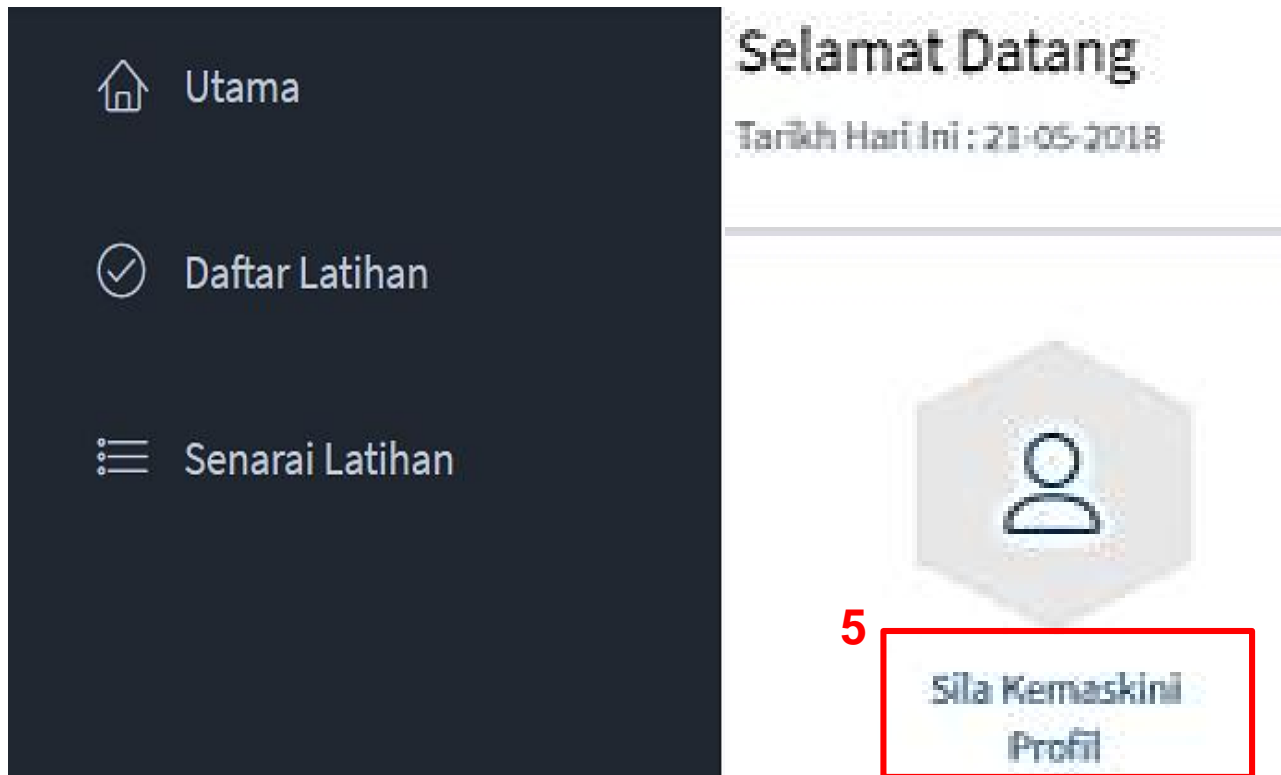 Utama
Daftar Latihan
Senarai Latihan
Selamat Datang
Tarikh Hari Ini : 21-05-2018
5
Sila Kemaskini
Profil